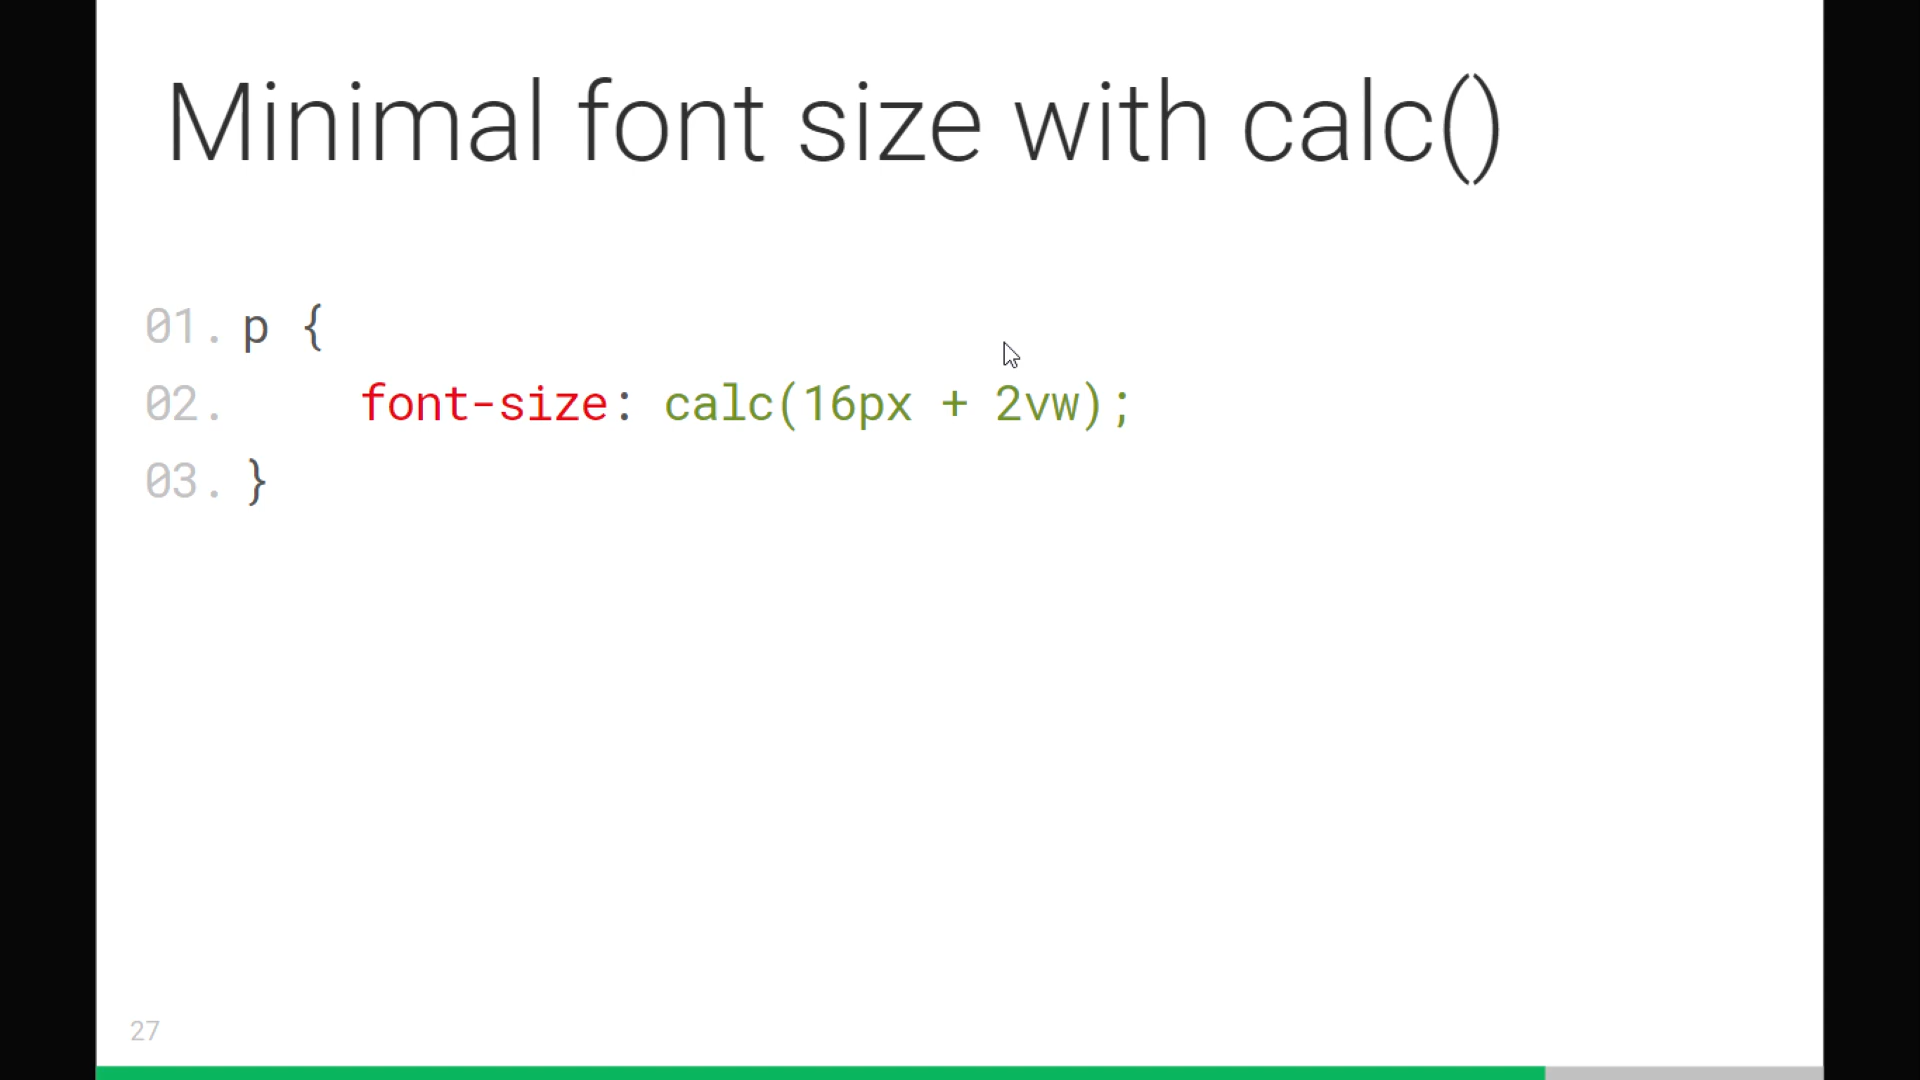 Minimal font size with calc()
01. p {
02. font-size: calc(16px + 2vw);
03. }
27